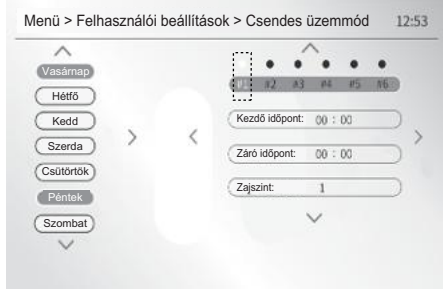 Menü > Felhasználói beállítások > Csendes üzemmód 12:53
Vasárnap
Hétfő
Kedd
Szerda
Csütörtök
Péntek
Szombat
#1 #2 #3 #4 #5 #6
Kezdő időpont: 00 : 00
Záró időpont: 00 : 00
Zajszint: 1